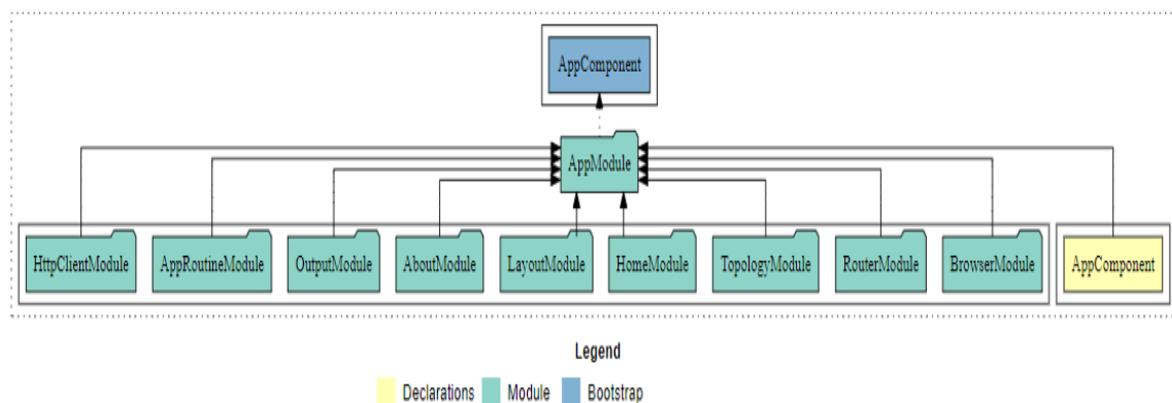 AppComponent
AppModule
HttpClientModule AppRoutineModule OutputModule AboutModule LayoutModule HomeModule TopologyModule RouterModule BrowserModule AppComponent
Legend
Declarations Module Bootstrap